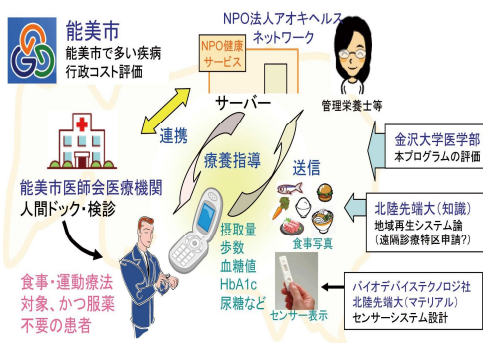 能美市
能美市で多い疾病
行政コスト評価
NPO法人アオキヘルス
ネットワーク
NPO健康
サービス
サーバー
管理栄養士等
連携
療養指導
送信
金沢大学医学部
本プログラムの評価
能美市医師会医療機関
人間ドック・検診
北陸先端大(知識)
地域再生システム論
(遠隔診療特区申請?)
食事写真
摂取量
歩数
血糖値
HbA1c
尿糖など
食事・運動療法
対象、かつ服薬
不要の患者
センサー表示
バイオデバイステクノロジ社
北陸先端大(マテリアル)
センサーシステム設計